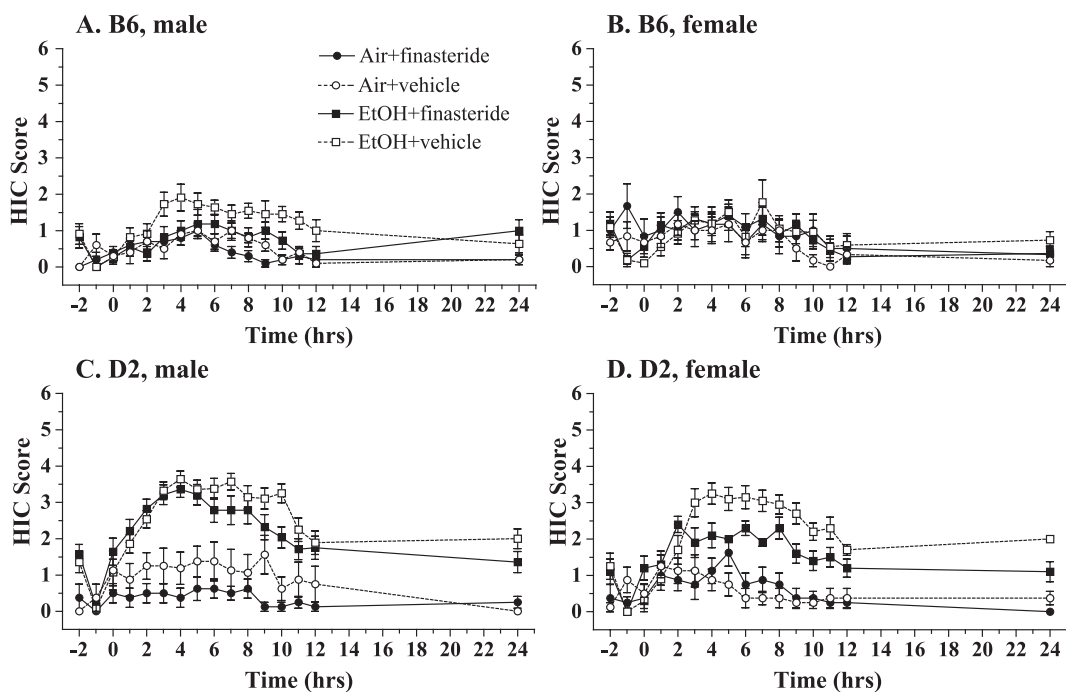 A. B6, male
6
5
4
3
2
1
0
HIC Score
Air+finasteride
Air+vehicle
EtOH+finasteride
EtOH+vehicle
-2 0 2 4 6 8 10 12 14 16 18 20 22 24
Time (hrs)
B. B6, female
6
5
4
3
2
1
0
HIC Score
-2 0 2 4 6 8 10 12 14 16 18 20 22 24
Time (hrs)
C. D2, male
6
5
4
3
2
1
0
HIC Score
-2 0 2 4 6 8 10 12 14 16 18 20 22 24
Time (hrs)
D. D2, female
6
5
4
3
2
1
0
HIC Score
-2 0 2 4 6 8 10 12 14 16 18 20 22 24
Time (hrs)